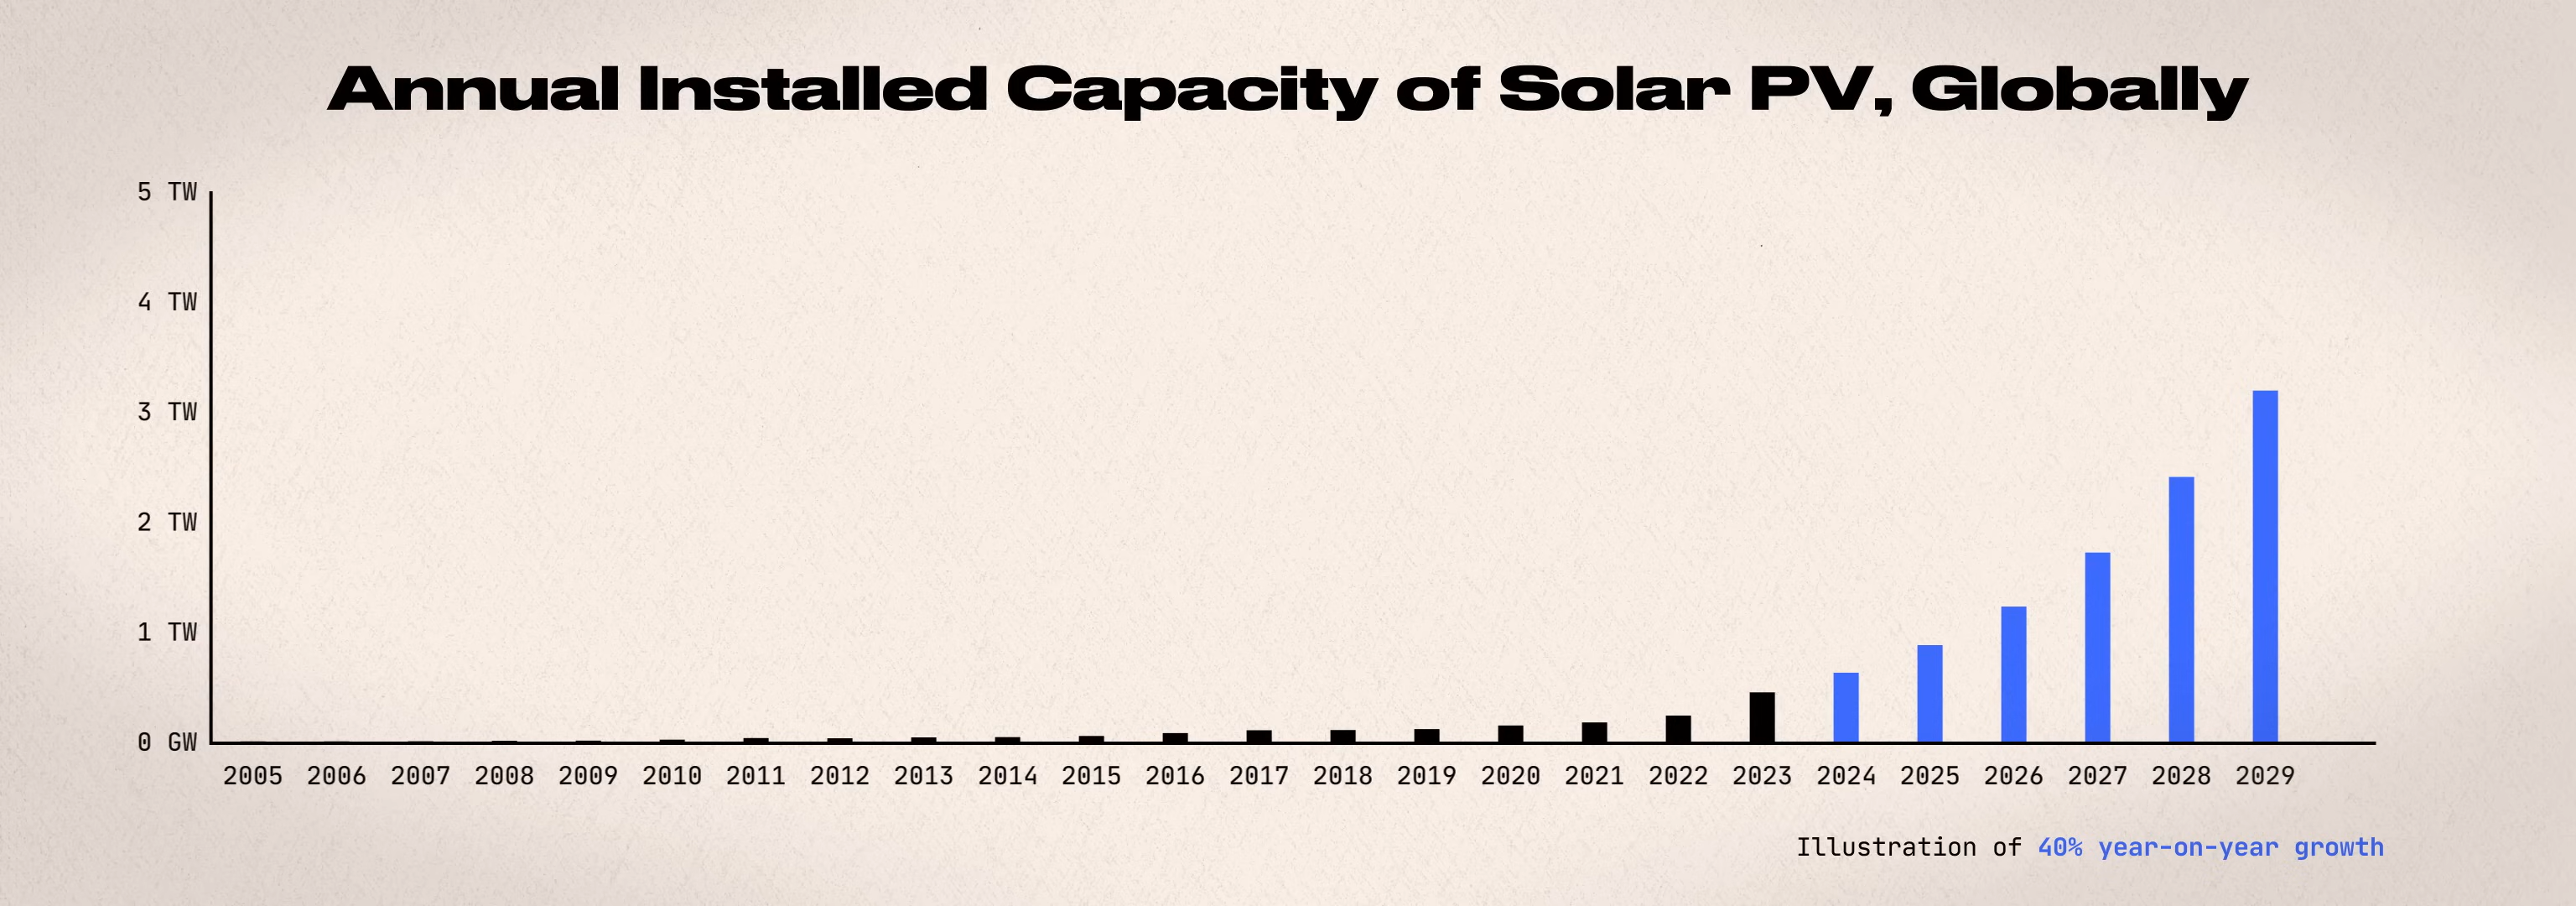 Annual Installed Capacity of Solar PV, Globally
5 TW
4 TW
3 TW
2 TW
1 TW
0 GW
2005 2006 2007 2008 2009 2010 2011 2012 2013 2014 2015 2016 2017 2018 2019 2020 2021 2022 2023 2024 2025 2026 2027 2028 2029
Illustration of 40% year-on-year growth